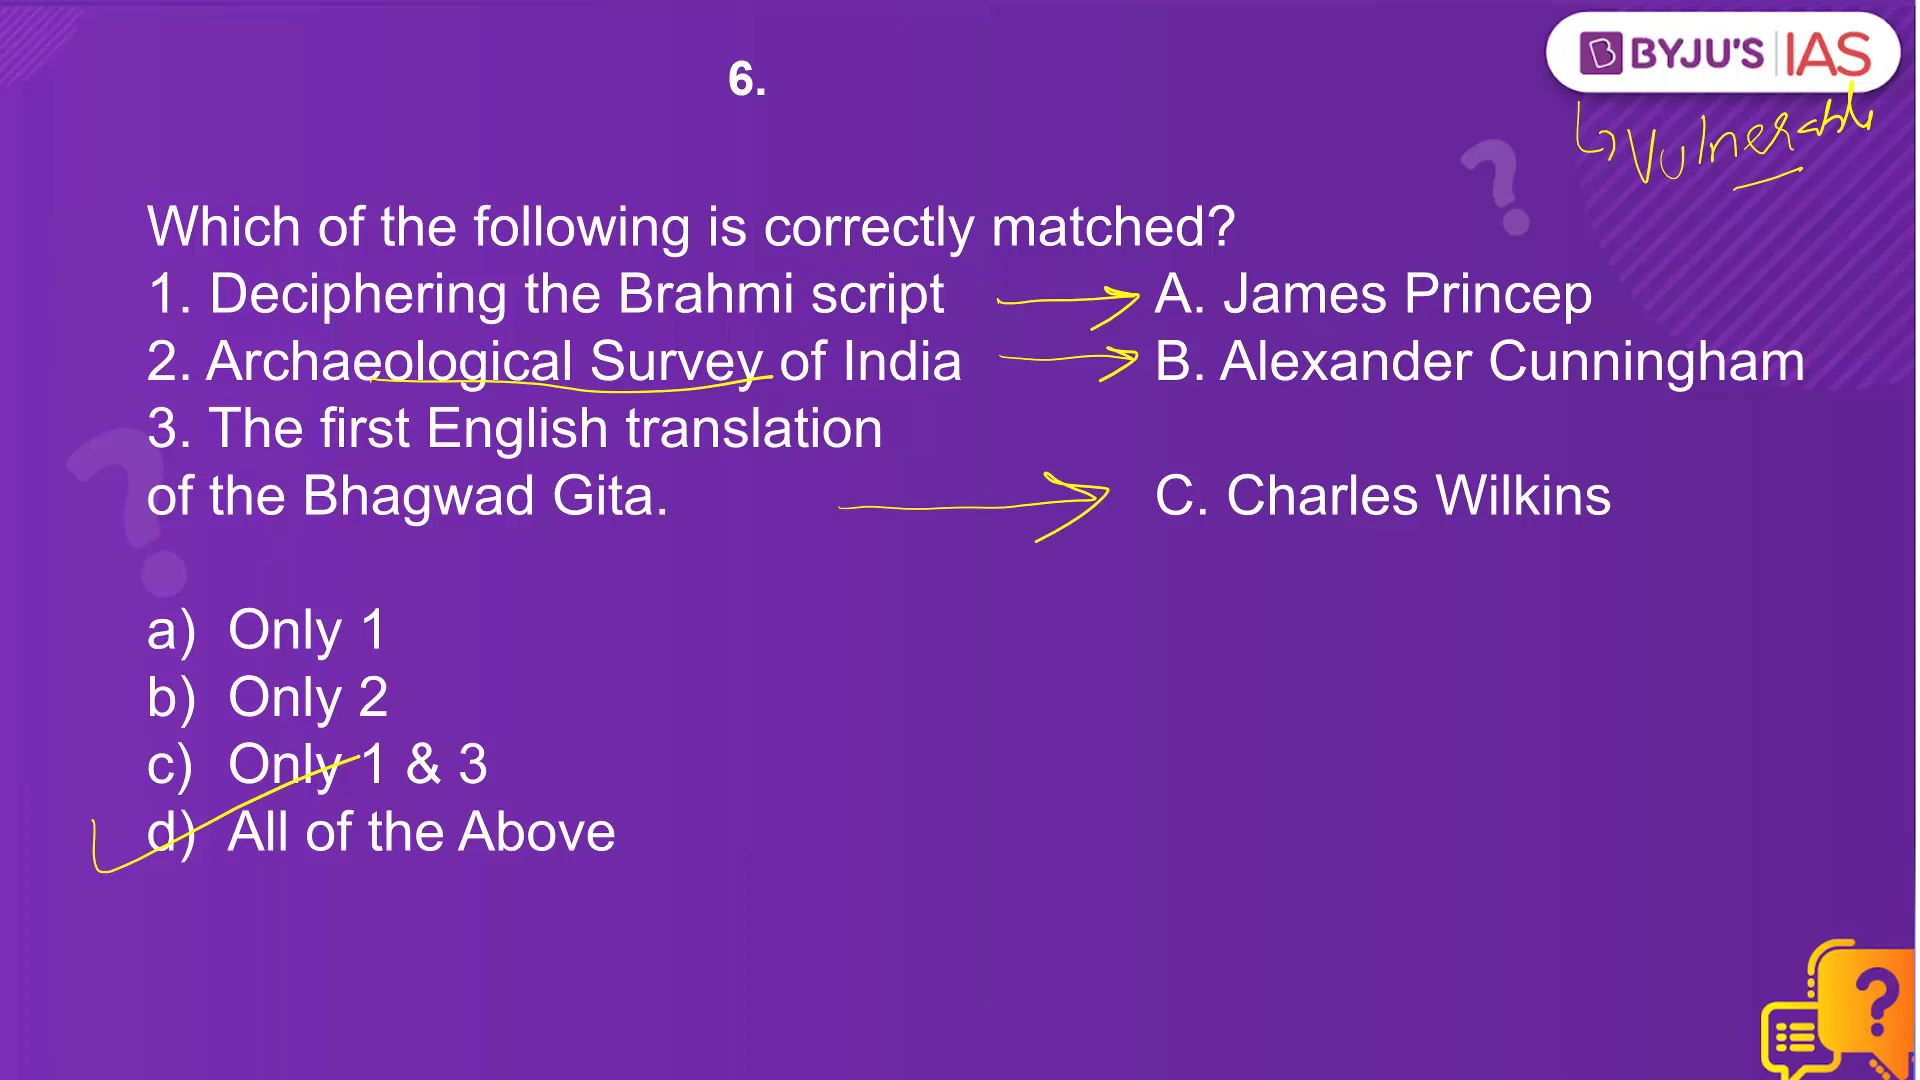 BYJU'S IAS
6.
Vulnerable
Which of the following is correctly matched?
1. Deciphering the Brahmi script A. James Princep
2. Archaeological Survey of India B. Alexander Cunningham
3. The first English translation
of the Bhagwad Gita. C. Charles Wilkins
a) Only 1
b) Only 2
c) Only 1 & 3
d) All of the Above